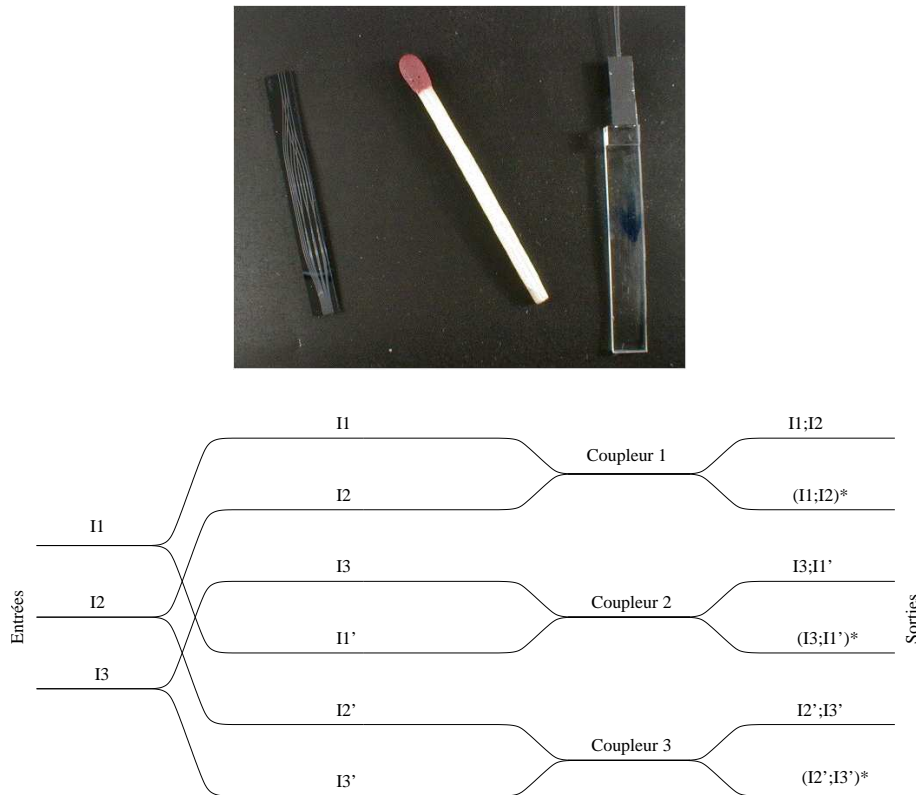 I1
I1;I2
Coupleur 1
I2
(I1;I2)*
I1
I3
I3;I1’
Entrées
I2
Coupleur 2
Sorties
I1’
(I3;I1’)*
I3
I2’
I2’;I3’
Coupleur 3
I3’
(I2’;I3’)*